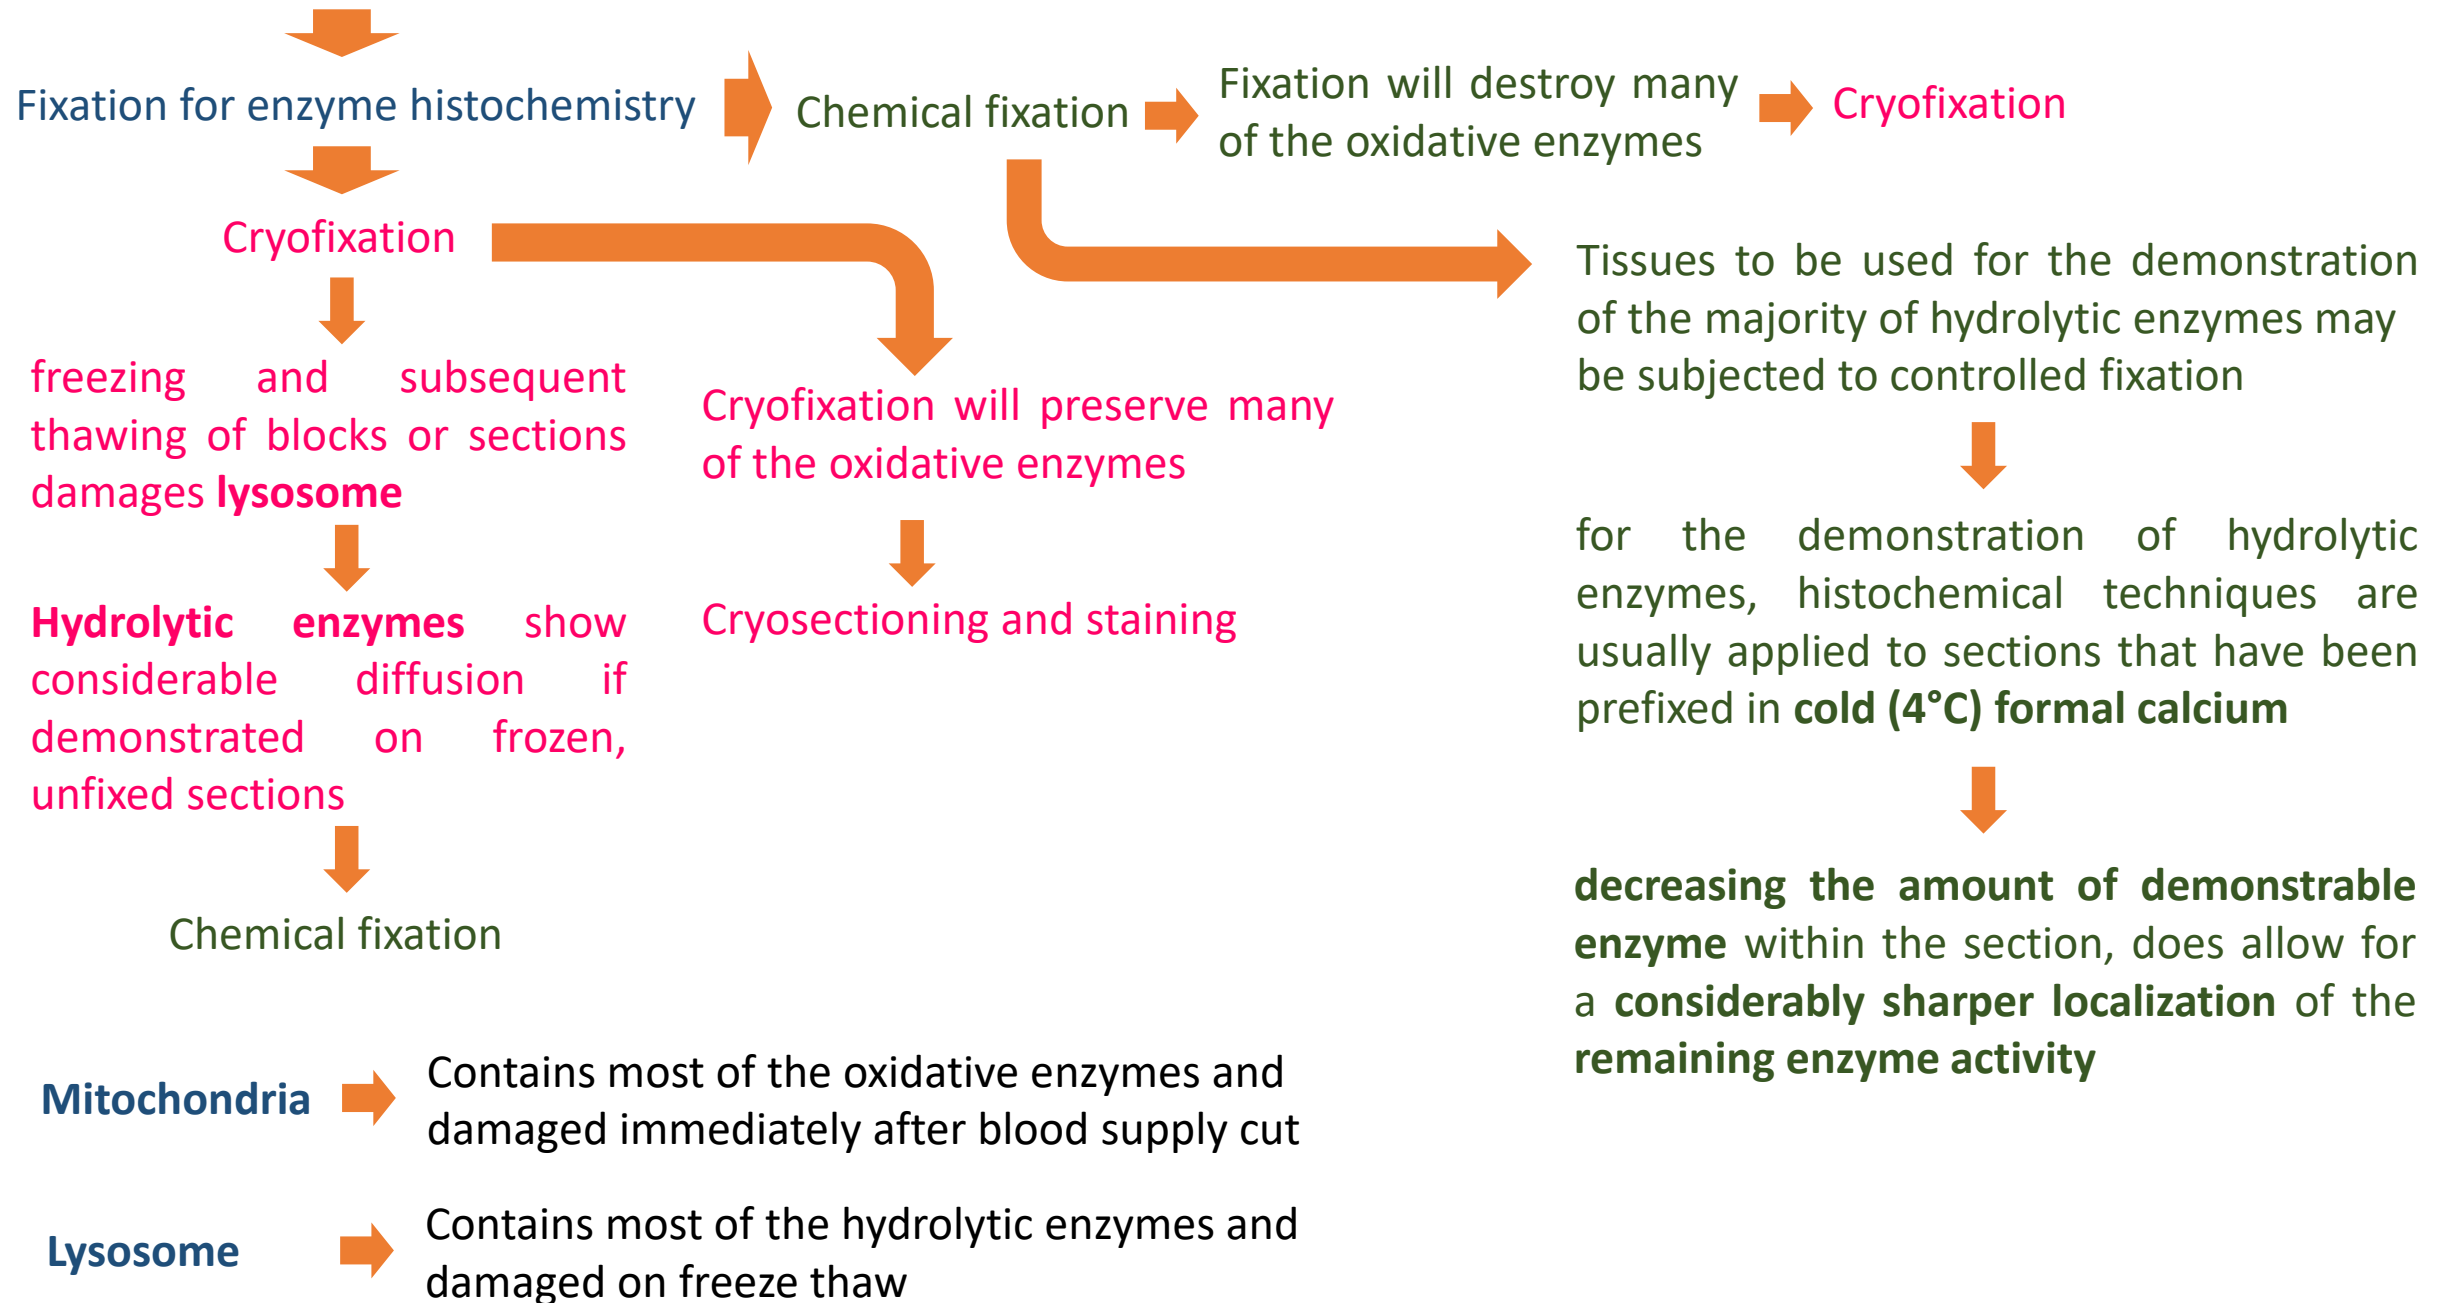 Fixation for enzyme histochemistry
Chemical fixation
Fixation will destroy many
of the oxidative enzymes
Cryofixation
Cryofixation
freezing and subsequent
thawing of blocks or sections
damages lysosome
Hydrolytic enzymes show
considerable diffusion if
demonstrated on frozen,
unfixed sections
Chemical fixation
Cryofixation will preserve many
of the oxidative enzymes
Cryosectioning and staining
Tissues to be used for the demonstration
of the majority of hydrolytic enzymes may
be subjected to controlled fixation
for the demonstration of hydrolytic
enzymes, histochemical techniques are
usually applied to sections that have been
prefixed in cold (4°C) formal calcium
decreasing the amount of demonstrable
enzyme within the section, does allow for
a considerably sharper localization of the
remaining enzyme activity
Mitochondria
Contains most of the oxidative enzymes and
damaged immediately after blood supply cut
Lysosome
Contains most of the hydrolytic enzymes and
damaged on freeze thaw